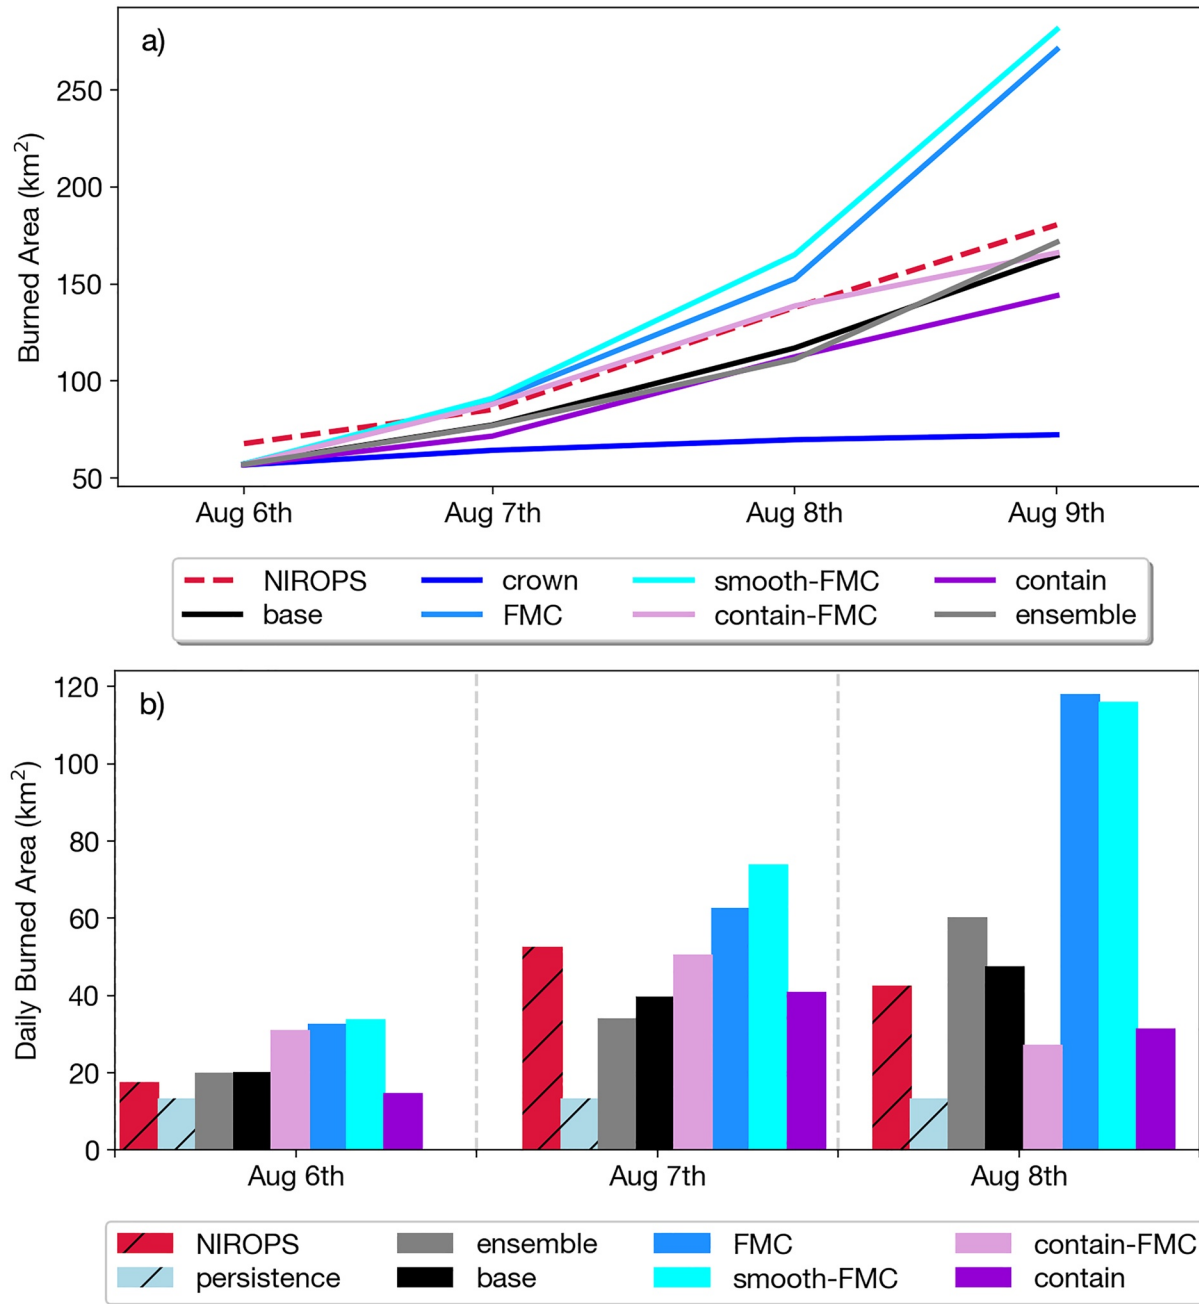 a)
Burned Area (km²)
250
200
150
100
50
Aug 6th Aug 7th Aug 8th Aug 9th
NIROPS crown smooth-FMC contain
base FMC contain-FMC ensemble
b)
Daily Burned Area (km²)
120
100
80
60
40
20
0
Aug 6th Aug 7th Aug 8th
NIROPS ensemble FMC contain-FMC
persistence base smooth-FMC contain